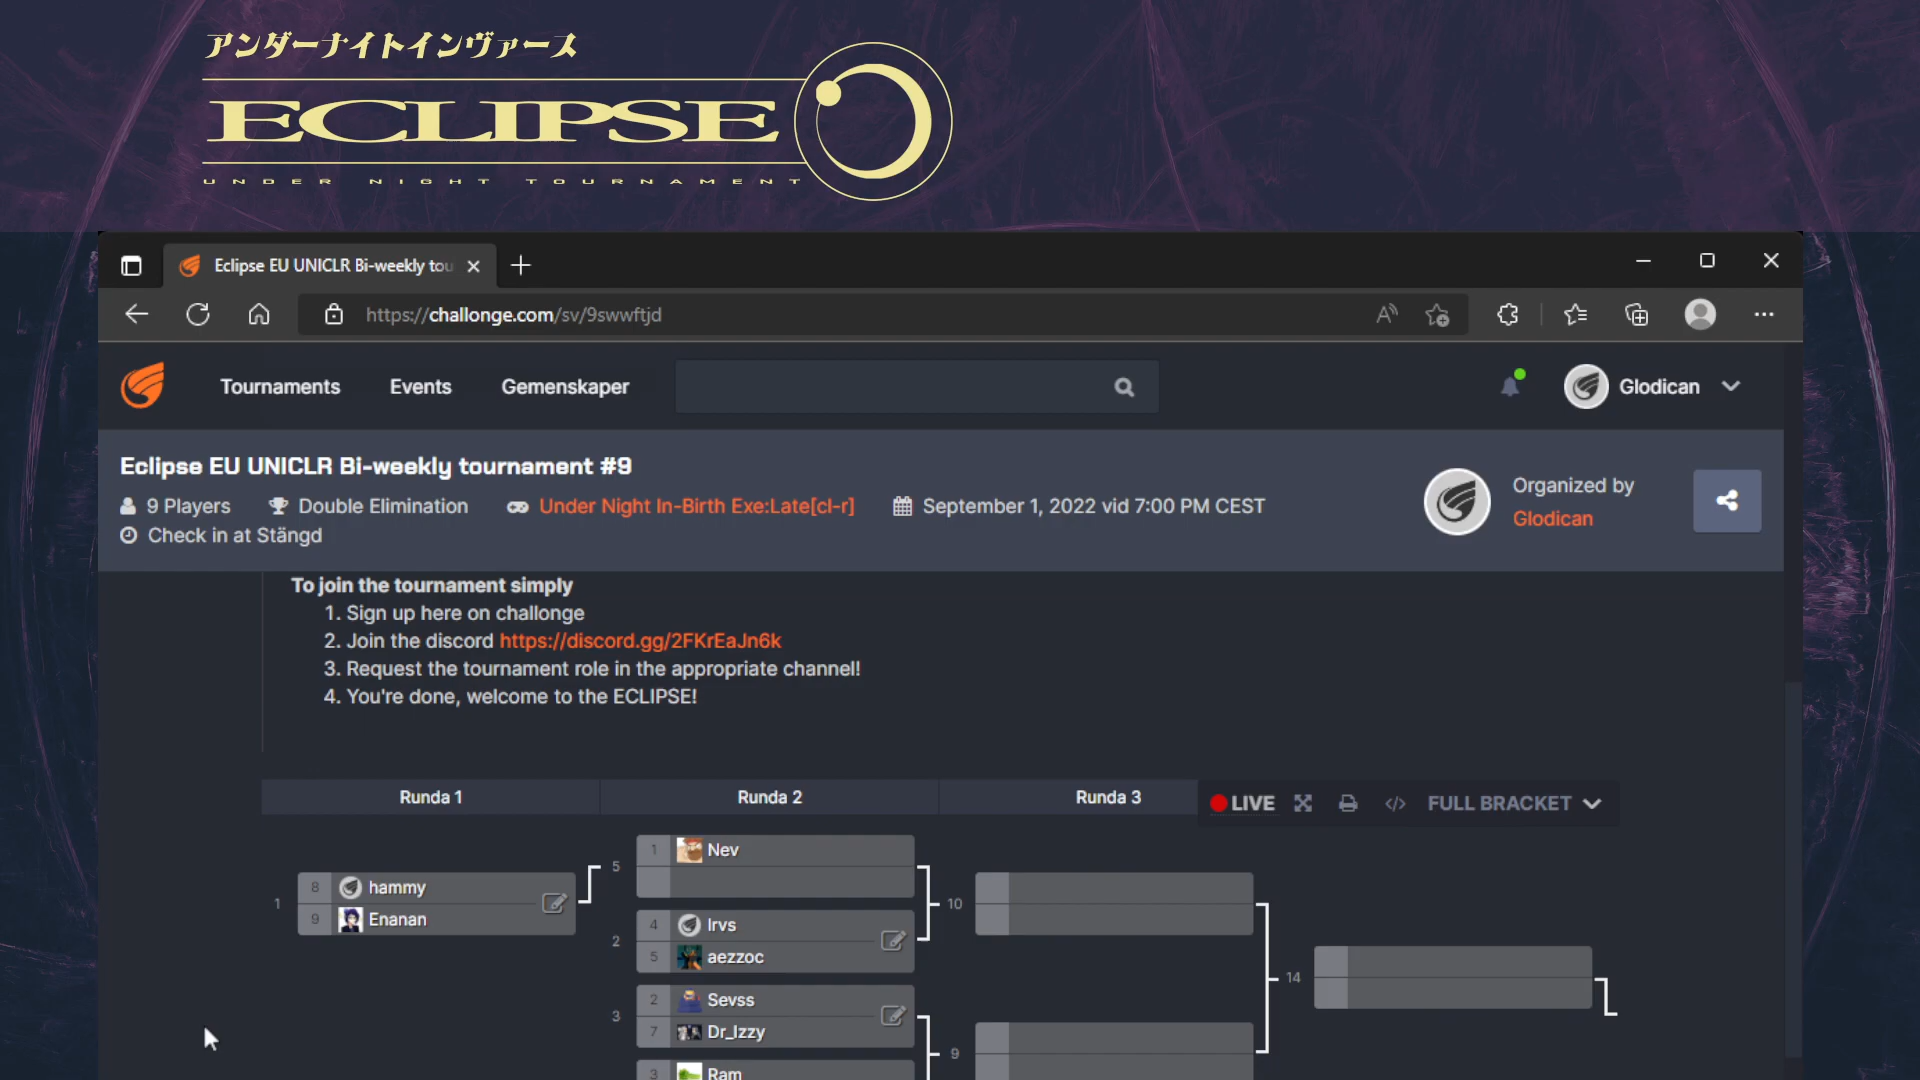 アンダーナイトインヴァース
ECLIPSE
UNDER NIGHT TOURNAMENT
Eclipse EU UNICLR Bi-weekly tou
https://challonge.com/sv/9swwftjd
Tournaments Events Gemenskaper
Glodican
Eclipse EU UNICLR Bi-weekly tournament #9
9 Players Double Elimination Under Night In-Birth Exe:Late[cl-r] September 1, 2022 vid 7:00 PM CEST
Check in at Stängd
Organized by
Glodican
To join the tournament simply
1. Sign up here on challonge
2. Join the discord https://discord.gg/2FKrEaJn6k
3. Request the tournament role in the appropriate channel!
4. You're done, welcome to the ECLIPSE!
Runda 1 Runda 2 Runda 3
LIVE </> FULL BRACKET
1
8 hammy
9 Enanan
5
1 Nev
2
4 Irvs
5 aezzoc
3
2 Sevss
7 Dr_Izzy
3 Ram
10
9
14